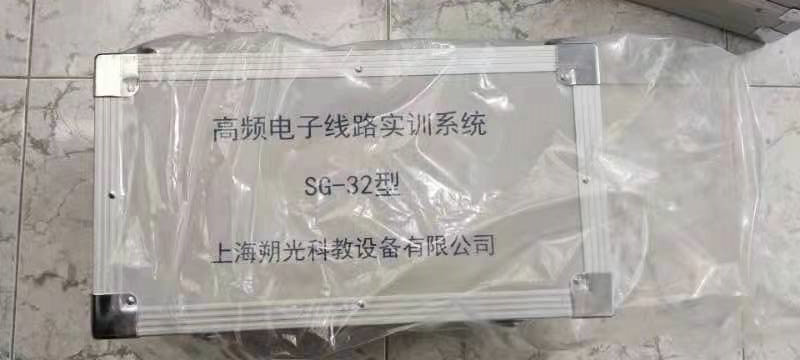 高频电子线路实训系统
SG-32型
上海朔光科教设备有限公司